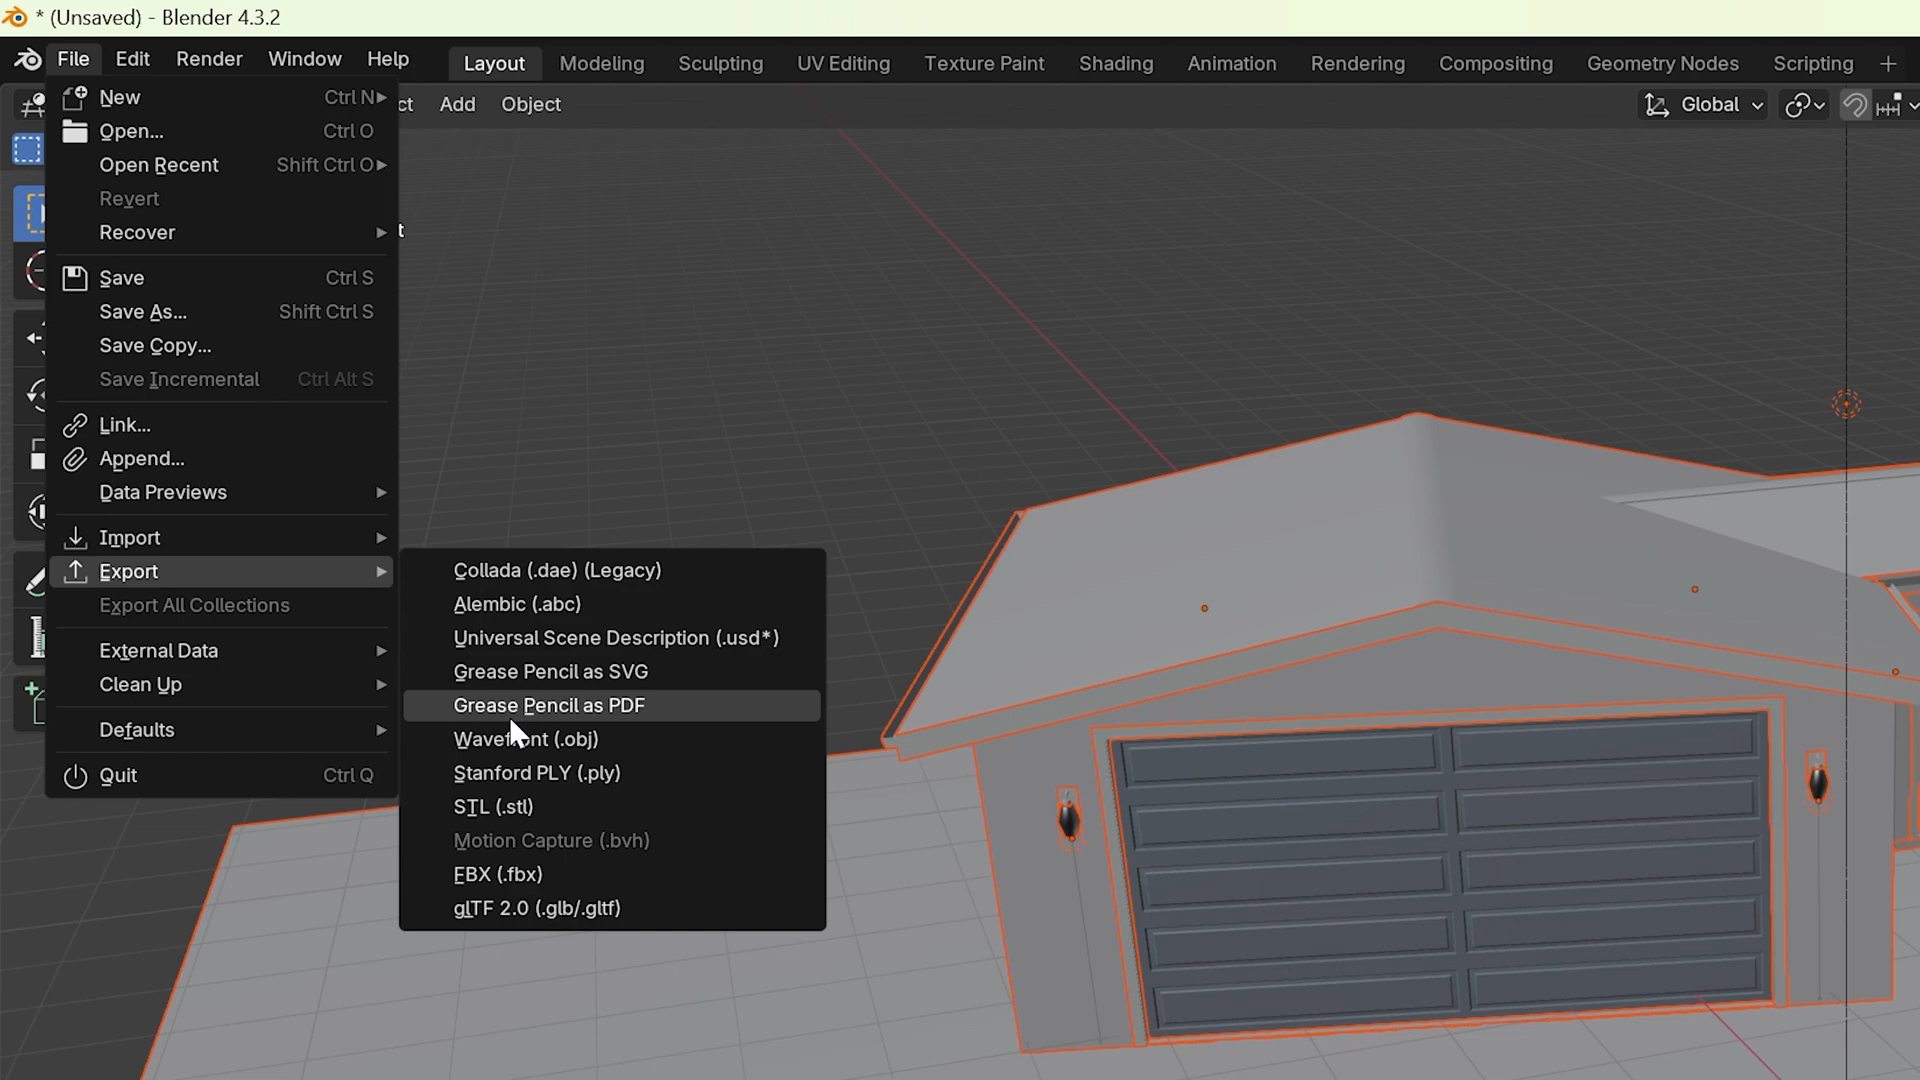 * (Unsaved) - Blender 4.3.2
File Edit Render Window Help Layout Modeling Sculpting UV Editing Texture Paint Shading Animation Rendering Compositing Geometry Nodes Scripting +
ct Add Object Global
New Ctrl N
Open... Ctrl O
Open Recent Shift Ctrl O
Revert
Recover
t
Save Ctrl S
Save As... Shift Ctrl S
Save Copy...
Save Incremental Ctrl Alt S
Link...
Append...
Data Previews
Import
Export
Export All Collections
External Data
Clean Up
Defaults
Quit Ctrl Q
Collada (.dae) (Legacy)
Alembic (.abc)
Universal Scene Description (.usd*)
Grease Pencil as SVG
Grease Pencil as PDF
Wavefront (.obj)
Stanford PLY (.ply)
STL (.stl)
Motion Capture (.bvh)
FBX (.fbx)
glTF 2.0 (.glb/.gltf)